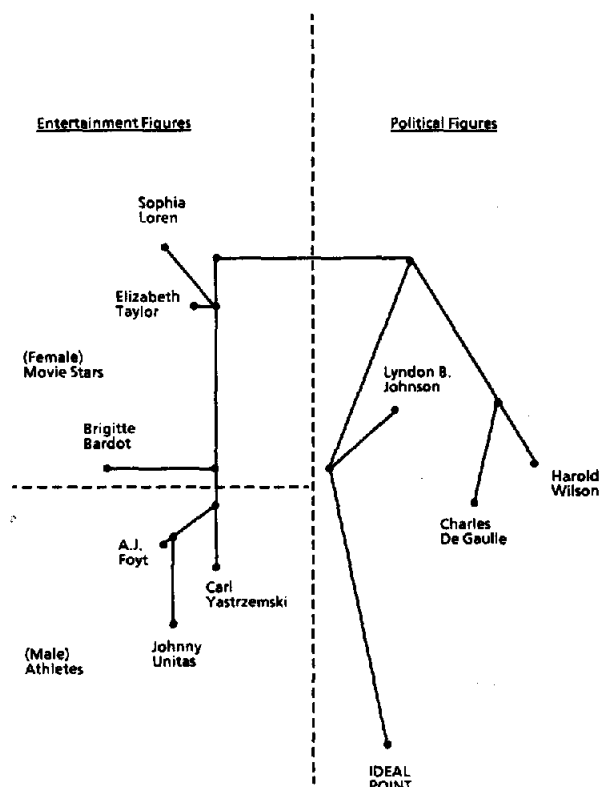 Entertainment Figures
Political Figures
Sophia
Loren
Elizabeth
Taylor
(Female)
Movie Stars
Lyndon B.
Johnson
Brigitte
Bardot
Harold
Wilson
Charles
De Gaulle
A.J.
Foyt
Carl
Yastrzemski
Johnny
Unitas
(Male)
Athletes
IDEAL
POINT